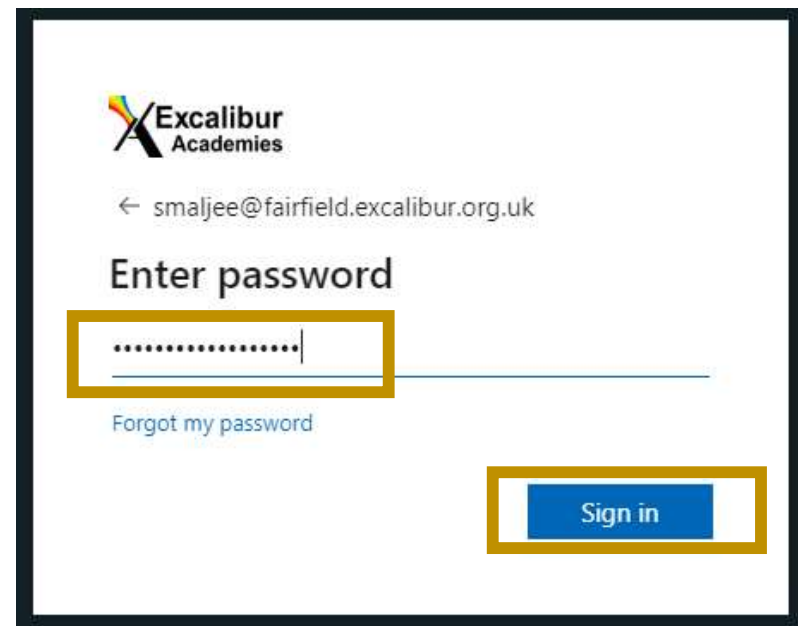 Excalibur
Academies
← smaljee@fairfield.excalibur.org.uk
Enter password
••••••••••••••••••
Forgot my password
Sign in